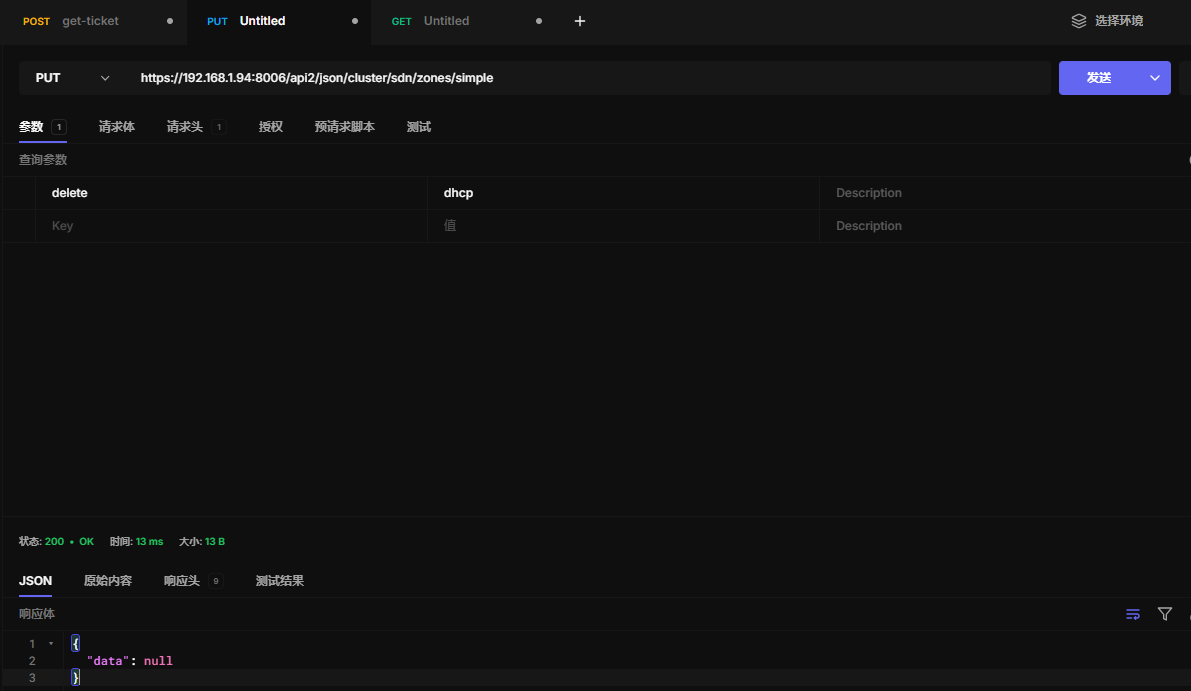 POST get-ticket PUT Untitled GET Untitled + 选择环境
PUT https://192.168.1.94:8006/api2/json/cluster/sdn/zones/simple 发送
参数 1 请求体 请求头 1 授权 预请求脚本 测试
查询参数
delete dhcp Description
Key 值 Description
状态: 200 • OK 时间: 13 ms 大小: 13 B
JSON 原始内容 响应头 9 测试结果
响应体
1 {
2 "data": null
3 }